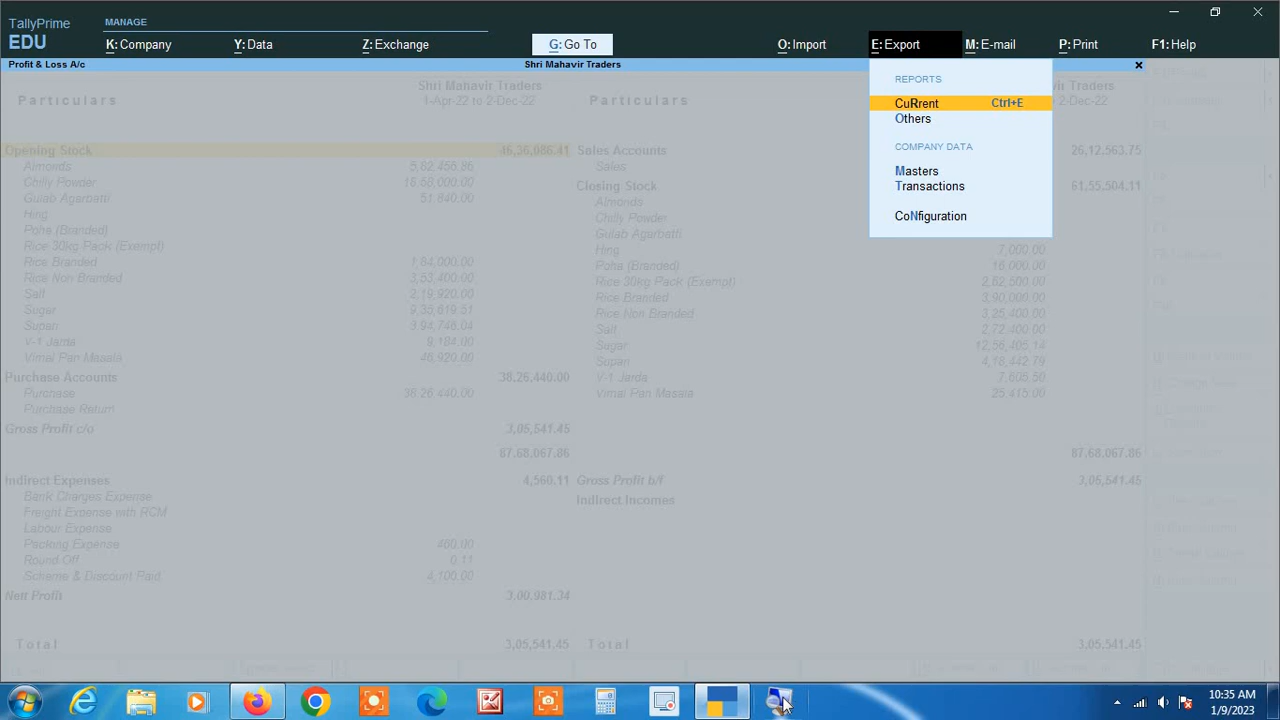 TallyPrime
EDU
MANAGE
K: Company
Y: Data
Z: Exchange
G: Go To
O: Import
E: Export
M: E-mail
P: Print
F1: Help
Profit & Loss A/c
Shri Mahavir Traders
REPORTS
CuRrent Ctrl+E
Others
COMPANY DATA
Masters
Transactions
CoNfiguration
Particulars
Shri Mahavir Traders
1-Apr-22 to 2-Dec-22
Particulars
Traders
2-Dec-22
Opening Stock 46,36,086.41
Almonds
Chilly Powder 16,58,000.00
Gulab Agarbatti 51,840.00
Hing
Poha (Branded)
Rice 30kg Pack (Exempt)
Rice Branded 1,84,000.00
Rice Non Branded 3,53,400.00
Salt 2,19,920.00
Sugar 9,35,619.51
Supari 3,94,746.04
V-1 Jarda 9,184.00
Vimal Pan Masala 46,920.00
Purchase Accounts 38,26,440.00
Purchase 38,26,440.00
Purchase Return
Gross Profit c/o 3,05,541.45
87,68,067.86
Indirect Expenses 4,560.11
Bank Charges Expense
Freight Expense with RCM
Labour Expense
Packing Expense 460.00
Round Off 0.11
Scheme & Discount Paid 4,100.00
Nett Profit 3,00,981.34
Total 3,05,541.45
Sales Accounts 26,12,563.75
Sales
Closing Stock 61,55,504.11
Almonds
Chilly Powder
Gulab Agarbatti
Hing 7,000.00
Poha (Branded) 16,000.00
Rice 30kg Pack (Exempt) 2,62,500.00
Rice Branded 3,90,000.00
Rice Non Branded 3,25,400.00
Salt 2,72,400.00
Sugar 12,56,405.14
Supari 4,18,442.79
V-1 Jarda 7,605.50
Vimal Pan Masala 25,415.00
87,68,067.86
Gross Profit b/f 3,05,541.45
Indirect Incomes
Total 3,05,541.45
10:35 AM
1/9/2023